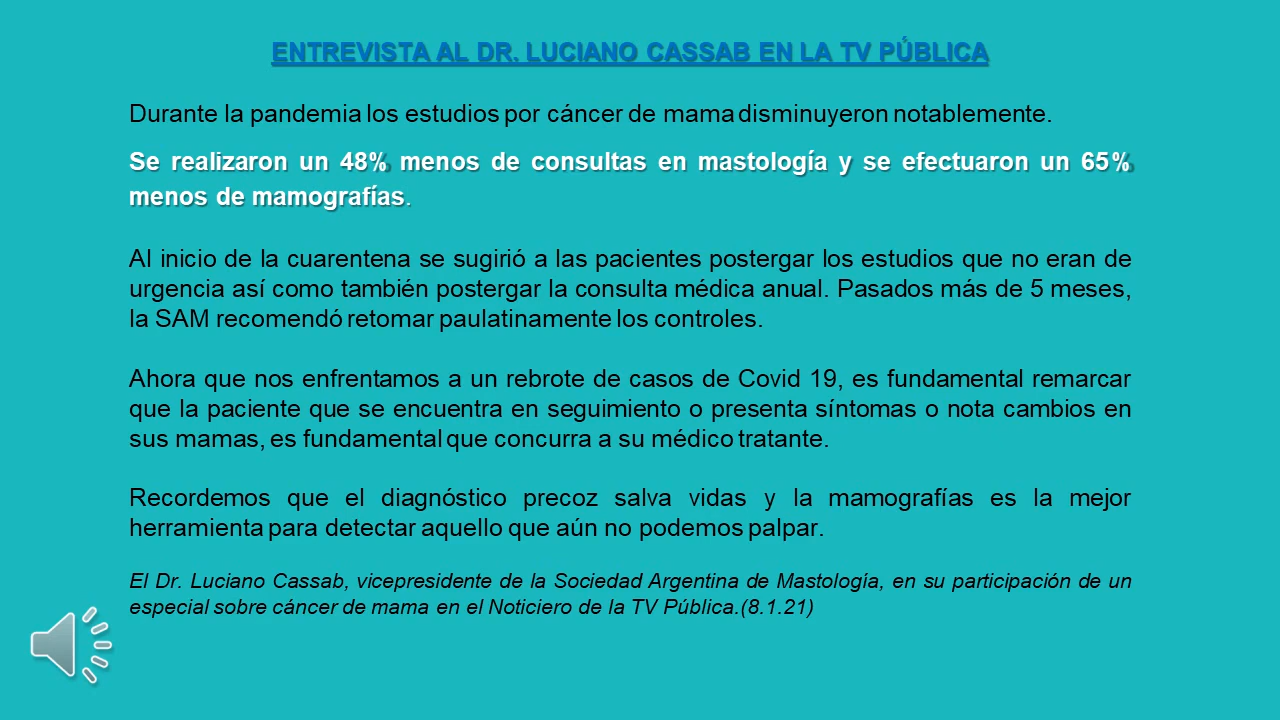 ENTREVISTA AL DR. LUCIANO CASSAB EN LA TV PÚBLICA
Durante la pandemia los estudios por cáncer de mama disminuyeron notablemente.
Se realizaron un 48% menos de consultas en mastología y se efectuaron un 65%
menos de mamografías.
Al inicio de la cuarentena se sugirió a las pacientes postergar los estudios que no eran de
urgencia así como también postergar la consulta médica anual. Pasados más de 5 meses,
la SAM recomendó retomar paulatinamente los controles.
Ahora que nos enfrentamos a un rebrote de casos de Covid 19, es fundamental remarcar
que la paciente que se encuentra en seguimiento o presenta síntomas o nota cambios en
sus mamas, es fundamental que concurra a su médico tratante.
Recordemos que el diagnóstico precoz salva vidas y la mamografías es la mejor
herramienta para detectar aquello que aún no podemos palpar.
El Dr. Luciano Cassab, vicepresidente de la Sociedad Argentina de Mastología, en su participación de un
especial sobre cáncer de mama en el Noticiero de la TV Pública.(8.1.21)